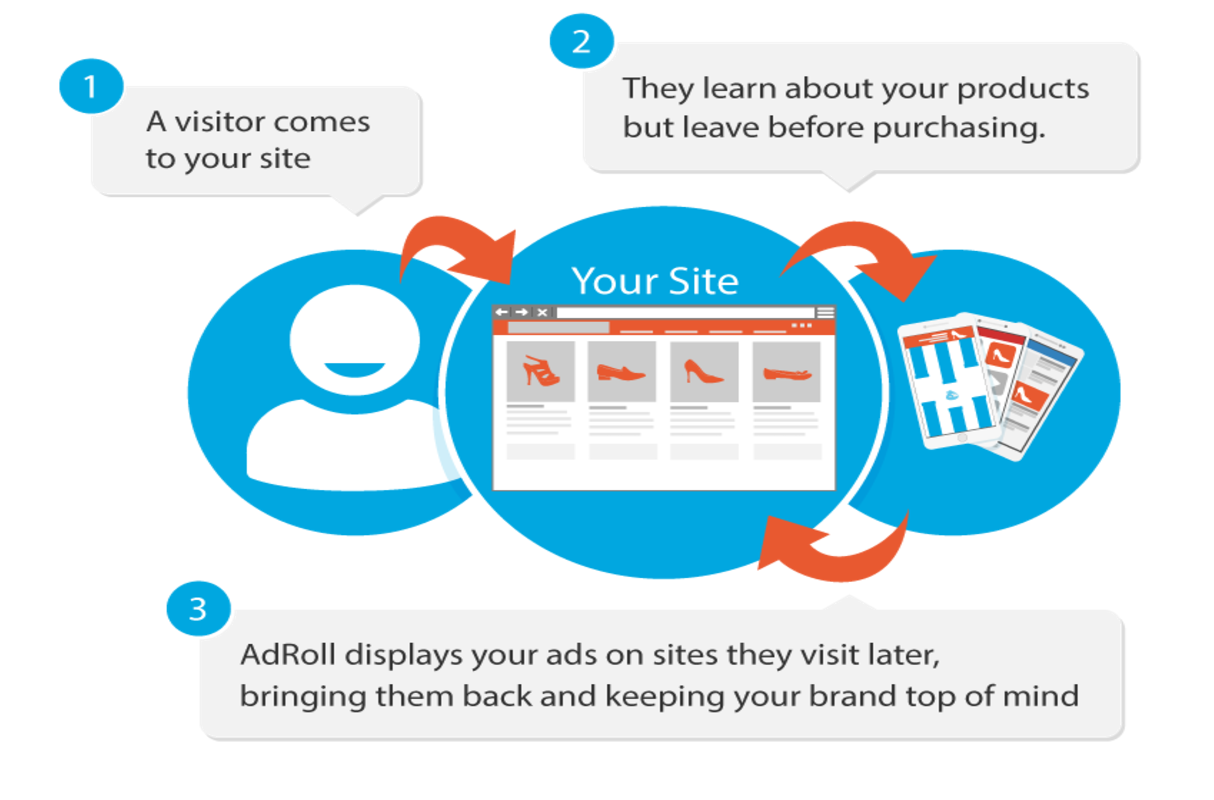 1
A visitor comes
to your site
2
They learn about your products
but leave before purchasing.
Your Site
3
AdRoll displays your ads on sites they visit later,
bringing them back and keeping your brand top of mind